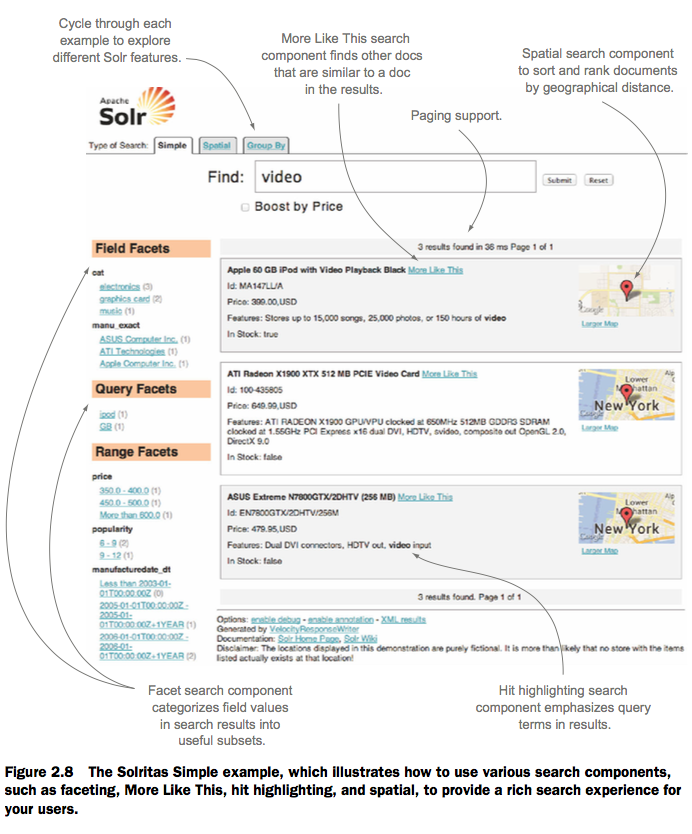 Cycle through each
example to explore
different Solr features.
More Like This search
component finds other docs
that are similar to a doc
in the results.
Spatial search component
to sort and rank documents
by geographical distance.
Paging support.
Apache
Solr
Type of Search: Simple Spatial Group By
Find: video Submit Reset
Boost by Price
3 results found in 36 ms Page 1 of 1
Field Facets
cat
electronics (3)
graphics card (2)
music (1)
manu_exact
ASUS Computer Inc. (1)
ATI Technologies (1)
Apple Computer Inc. (1)
Query Facets
ipod (1)
GB (1)
Range Facets
price
350.0 - 400.0 (1)
450.0 - 500.0 (1)
More than 600.0 (1)
popularity
6 - 9 (2)
9 - 12 (1)
manufacturedate_dt
Less than 2003-01-
01T00:00:00Z (0)
2005-01-01T00:00:00Z -
2005-01-
01T00:00:00Z+1YEAR (1)
2006-01-01T00:00:00Z -
2006-01-
01T00:00:00Z+1YEAR (2)
Apple 60 GB iPod with Video Playback Black More Like This
Id: MA147LL/A
Price: 399.00,USD
Features: Stores up to 15,000 songs, 25,000 photos, or 150 hours of video
In Stock: true
Google
Larger Map
ATI Radeon X1900 XTX 512 MB PCIE Video Card More Like This
Id: 100-435805
Price: 649.99,USD
Features: ATI RADEON X1900 GPU/VPU clocked at 650MHz 512MB GDDR3 SDRAM
clocked at 1.55GHz PCI Express x16 dual DVI, HDTV, svideo, composite out OpenGL 2.0,
DirectX 9.0
In Stock: false
Lower
New York
Google
Larger Map
ASUS Extreme N7800GTX/2DHTV (256 MB) More Like This
Id: EN7800GTX/2DHTV/256M
Price: 479.95,USD
Features: Dual DVI connectors, HDTV out, video input
In Stock: false
Lower
New York
Google
Larger Map
3 results found. Page 1 of 1
Options: enable debug - enable annotation - XML results
Generated by VelocityResponseWriter
Documentation: Solr Home Page, Solr Wiki
Disclaimer: The locations displayed in this demonstration are purely fictional. It is more than likely that no store with the items
listed actually exists at that location!
Facet search component
categorizes field values
in search results into
useful subsets.
Hit highlighting search
component emphasizes query
terms in results.
Figure 2.8 The Solritas Simple example, which illustrates how to use various search components,
such as faceting, More Like This, hit highlighting, and spatial, to provide a rich search experience for
your users.